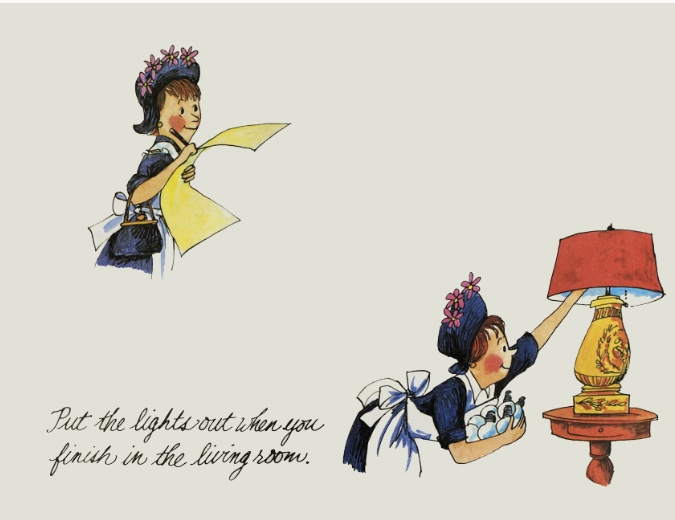 Put the lights out when you
finish in the living room.